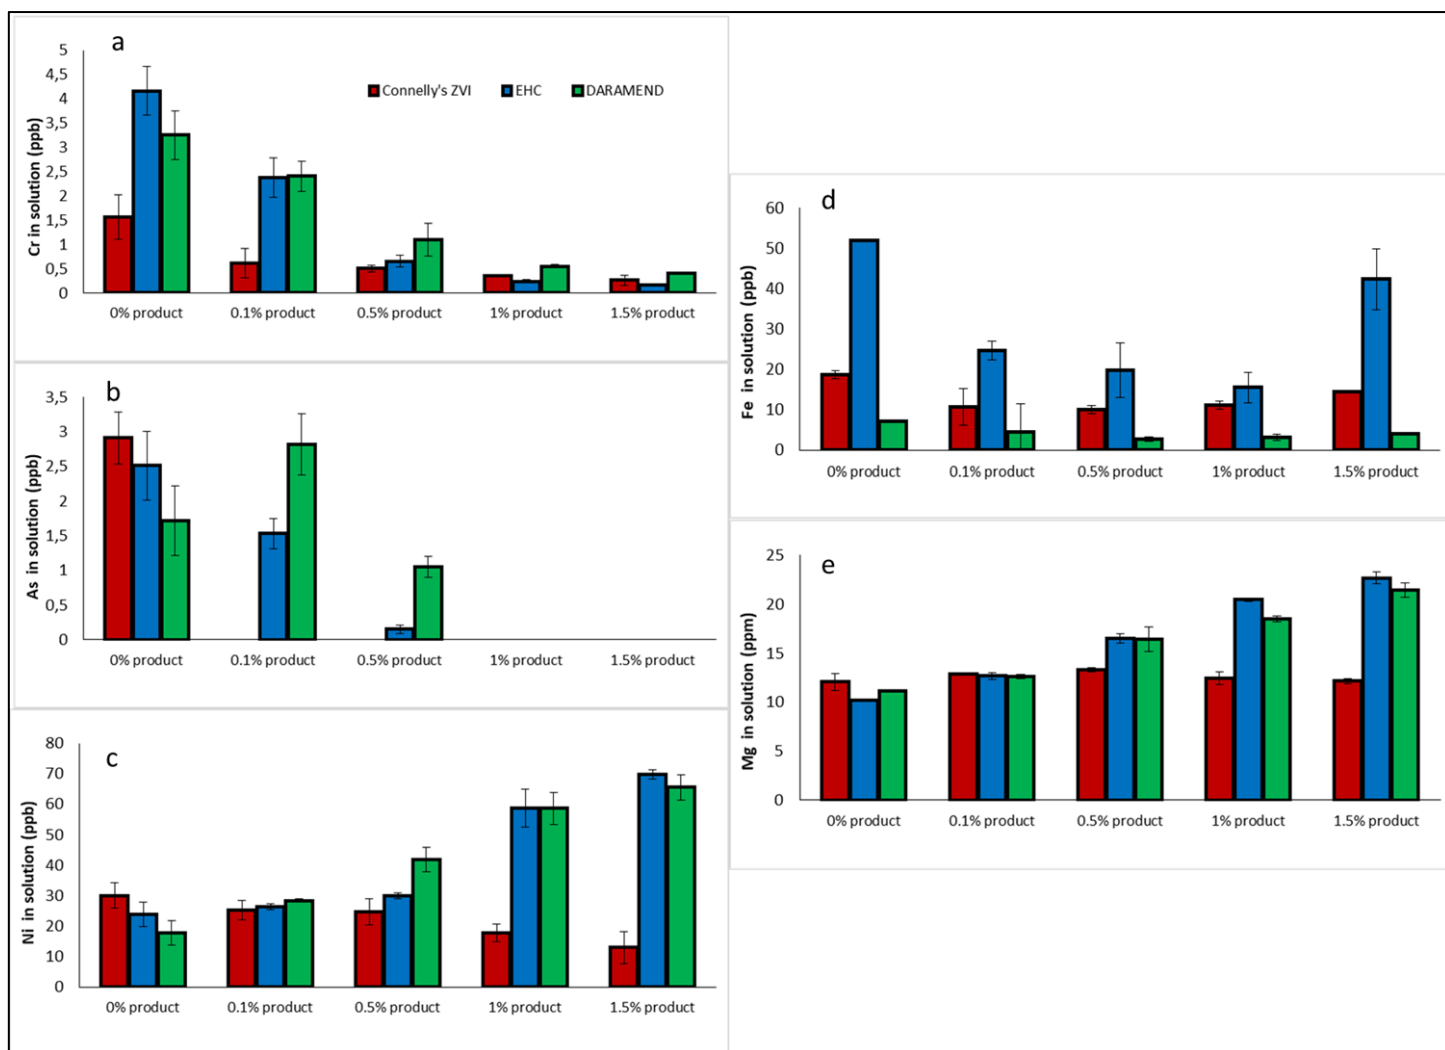 a
Cr in solution (ppb)
5
4,5
4
3,5
3
2,5
2
1,5
1
0,5
0
Connelly's ZVI EHC DARAMEND
0% product 0.1% product 0.5% product 1% product 1.5% product
b
As in solution (ppb)
3,5
3
2,5
2
1,5
1
0,5
0
0% product 0.1% product 0.5% product 1% product 1.5% product
c
Ni in solution (ppb)
80
70
60
50
40
30
20
10
0
0% product 0.1% product 0.5% product 1% product 1.5% product
d
Fe in solution (ppb)
60
50
40
30
20
10
0
0% product 0.1% product 0.5% product 1% product 1.5% product
e
Mg in solution (ppm)
25
20
15
10
5
0
0% product 0.1% product 0.5% product 1% product 1.5% product